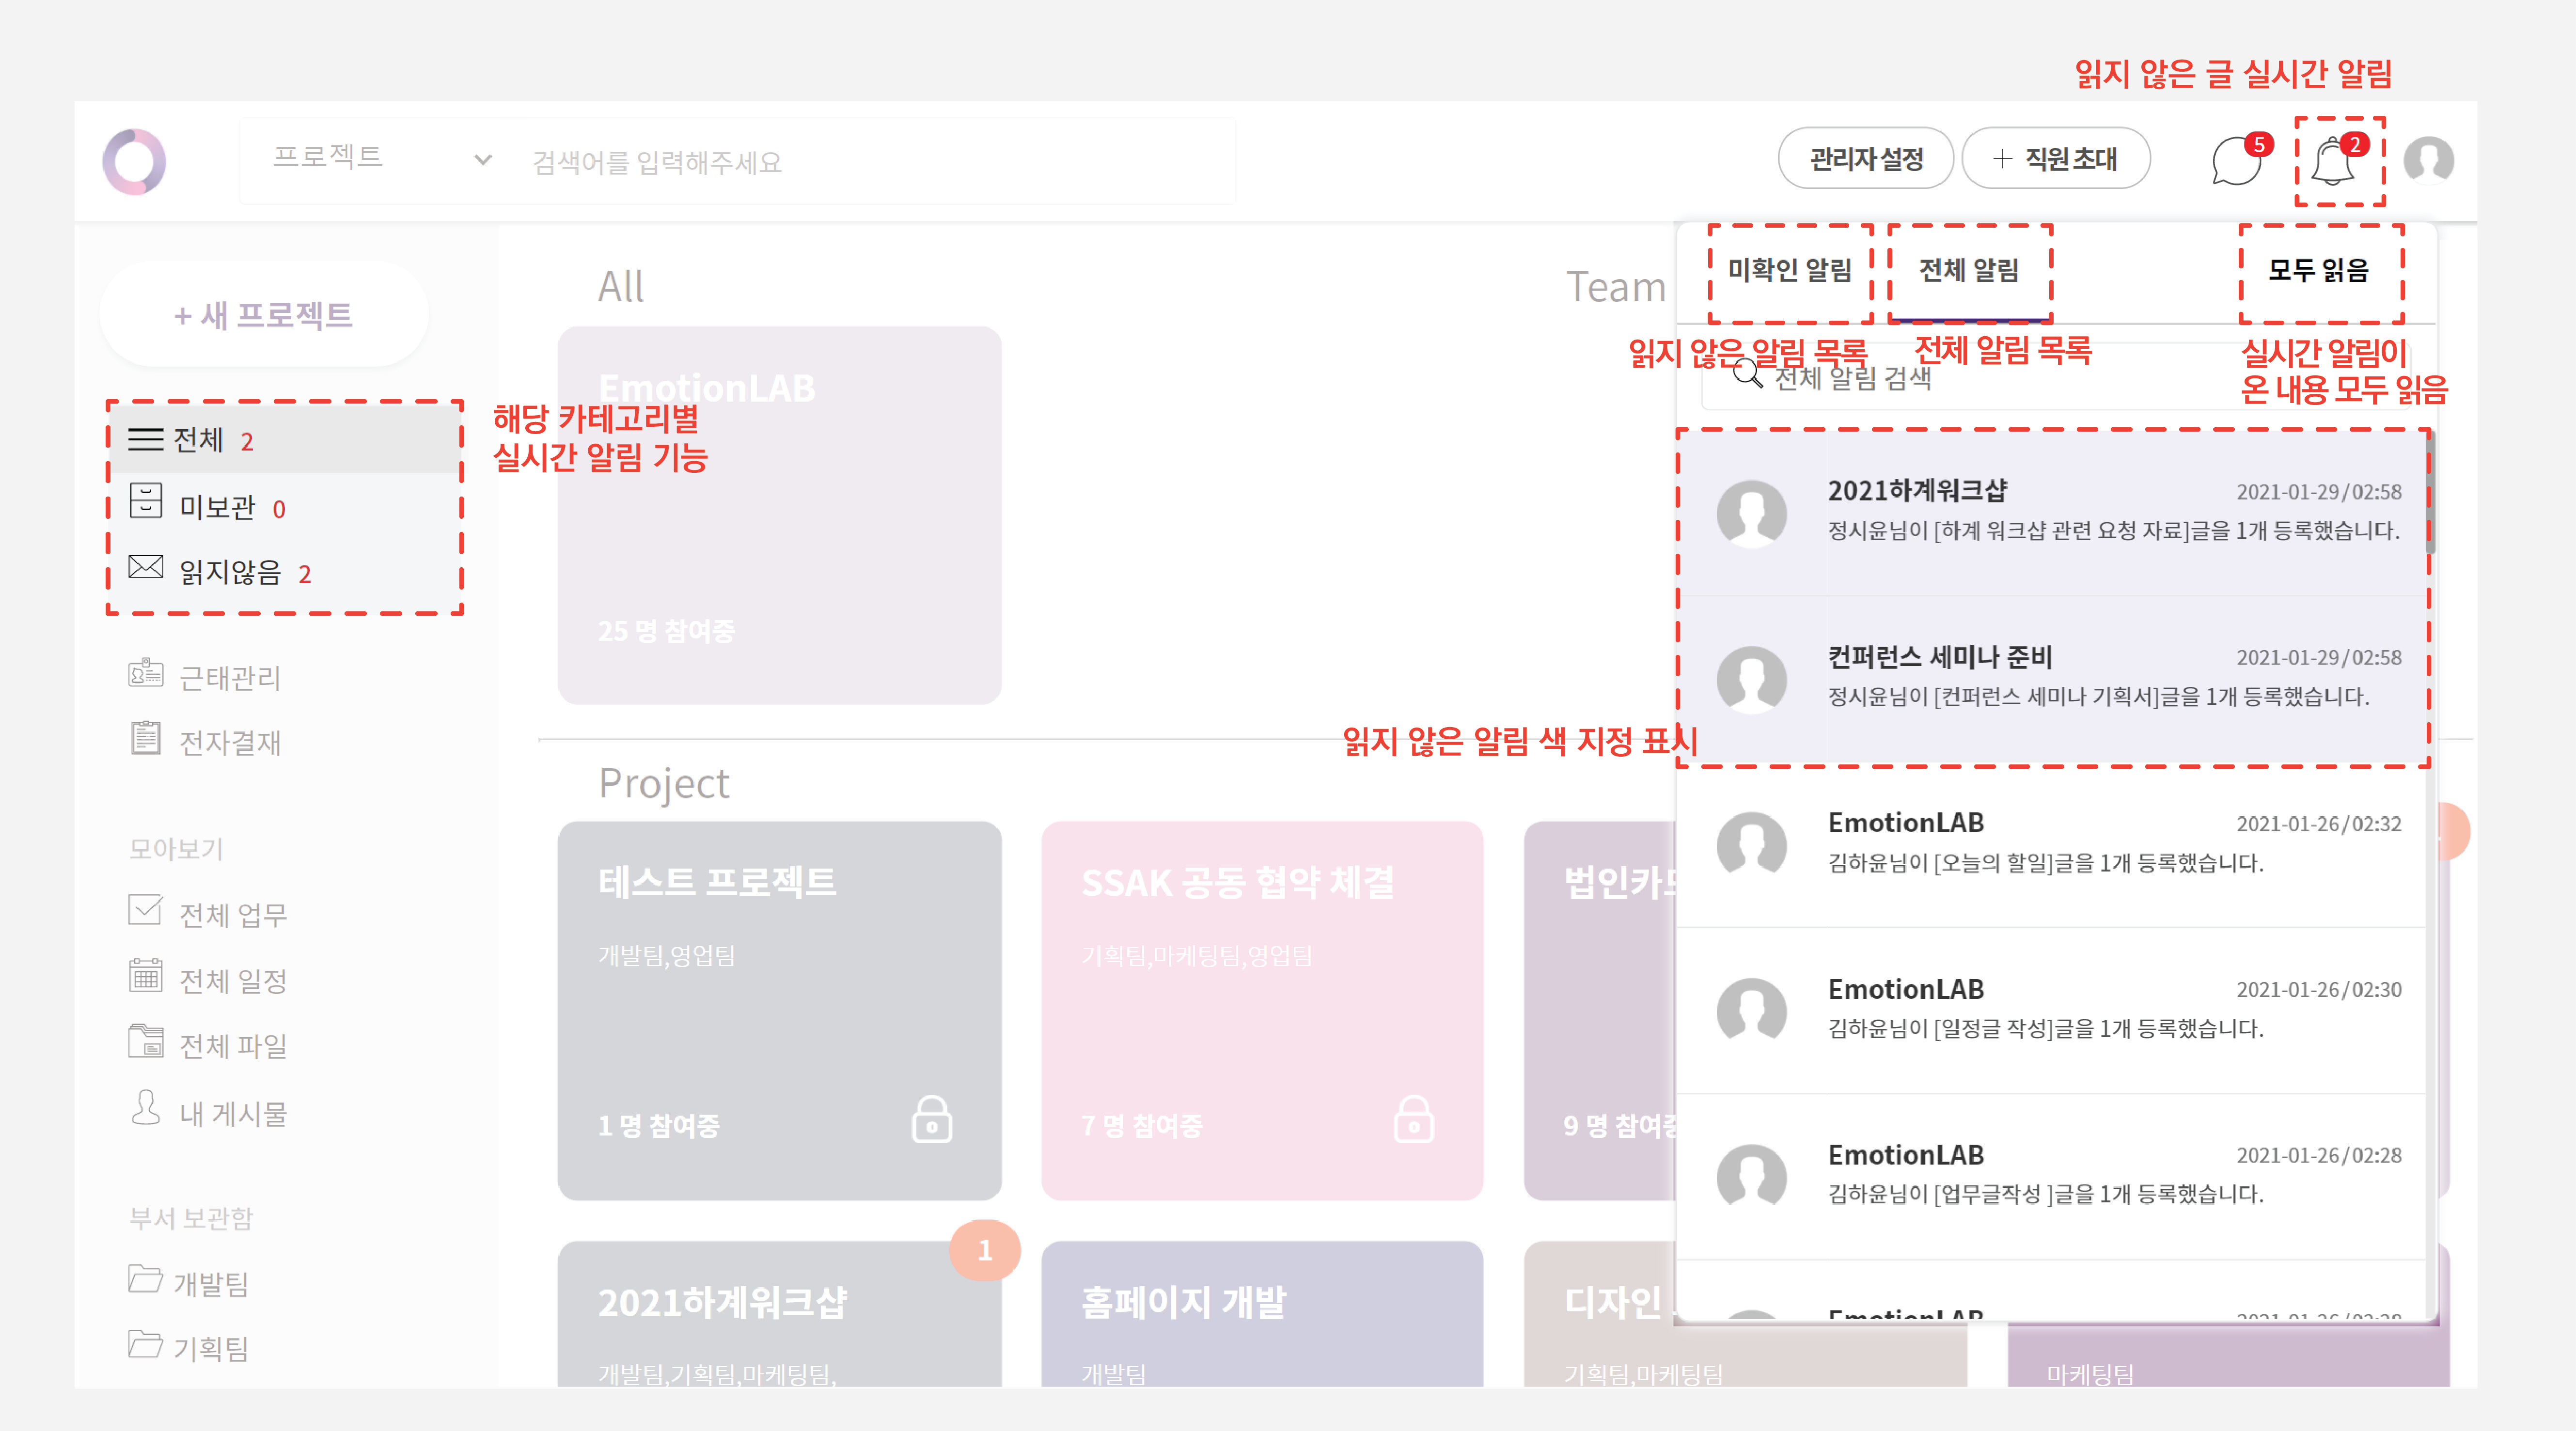 읽지 않은 글 실시간 알림
프로젝트
검색어를 입력해주세요
관리자 설정
+ 직원 초대
5
2
+ 새 프로젝트
전체 2
미보관 0
읽지않음 2
해당 카테고리별
실시간 알림 기능
근태관리
전자결재
모아보기
전체 업무
전체 일정
전체 파일
내 게시물
부서 보관함
개발팀
기획팀
All
Team
EmotionLAB
25 명 참여중
Project
테스트 프로젝트
개발팀,영업팀
1 명 참여중
SSAK 공동 협약 체결
기획팀,마케팅팀,영업팀
7 명 참여중
법인카드
9 명 참여중
1
2021하계워크샵
개발팀,기획팀,마케팅팀,
홈페이지 개발
개발팀
디자인
기획팀,마케팅팀
마케팅팀
미확인 알림
전체 알림
모두 읽음
읽지 않은 알림 목록
전체 알림 목록
실시간 알림이
온 내용 모두 읽음
전체 알림 검색
2021하계워크샵
2021-01-29/02:58
정시윤님이 [하계 워크샵 관련 요청 자료]글을 1개 등록했습니다.
컨퍼런스 세미나 준비
2021-01-29/02:58
정시윤님이 [컨퍼런스 세미나 기획서]글을 1개 등록했습니다.
읽지 않은 알림 색 지정 표시
EmotionLAB
2021-01-26/02:32
김하윤님이 [오늘의 할일]글을 1개 등록했습니다.
EmotionLAB
2021-01-26/02:30
김하윤님이 [일정글 작성]글을 1개 등록했습니다.
EmotionLAB
2021-01-26/02:28
김하윤님이 [업무글작성 ]글을 1개 등록했습니다.
EmotionLAB